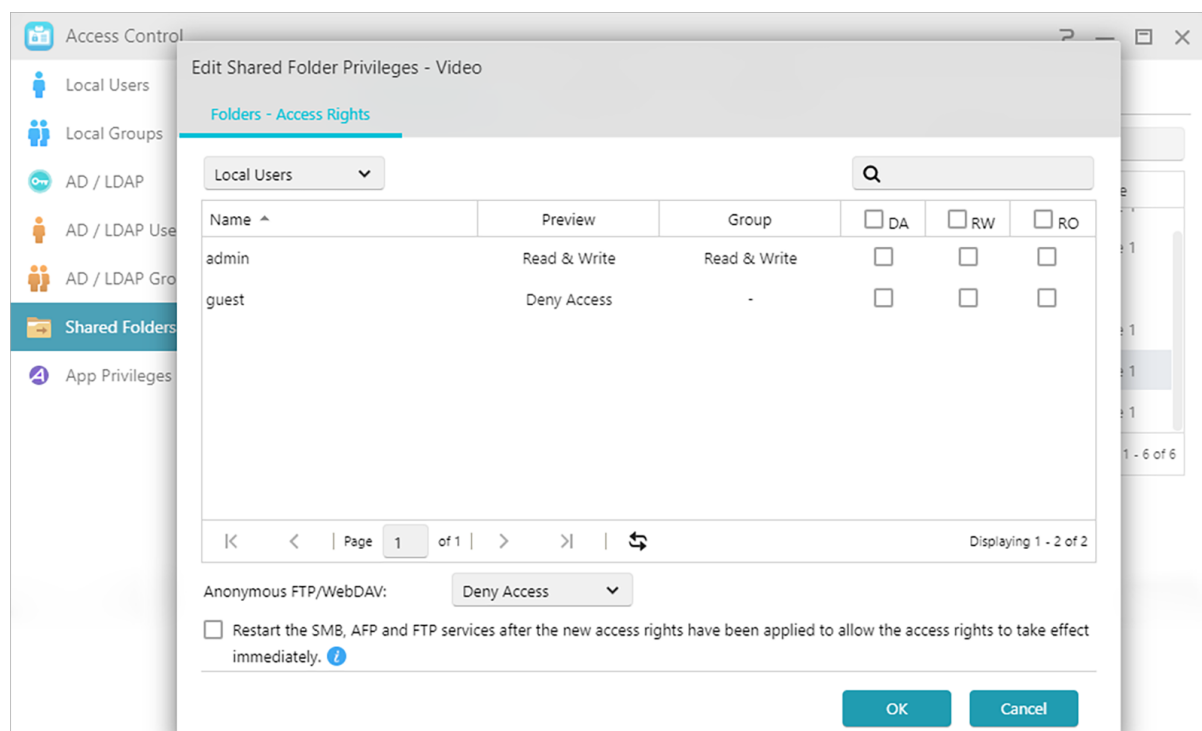 Access Control
Local Users
Local Groups
AD / LDAP
AD / LDAP Use
AD / LDAP Gro
Shared Folders
App Privileges
Edit Shared Folder Privileges - Video
Folders - Access Rights
Local Users
Name Preview Group DA RW RO
admin Read & Write Read & Write
guest Deny Access -
Page 1 of 1 Displaying 1 - 2 of 2
Anonymous FTP/WebDAV: Deny Access
Restart the SMB, AFP and FTP services after the new access rights have been applied to allow the access rights to take effect
immediately. i
OK Cancel
e
e 1
e 1
e 1
e 1
1 - 6 of 6